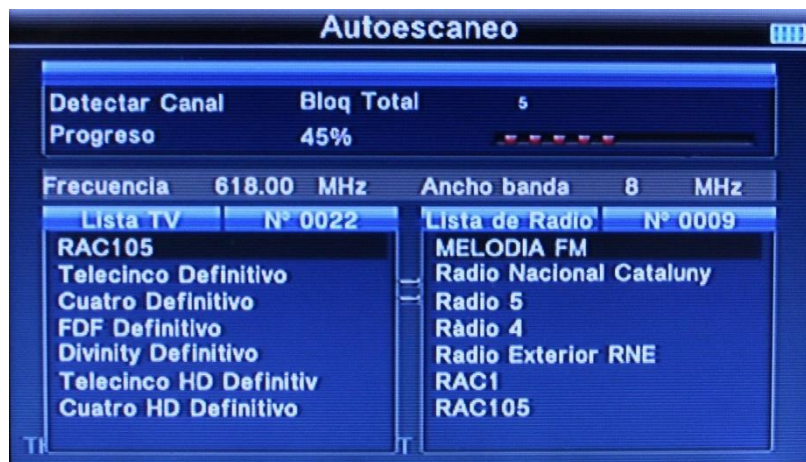 Autoescaneo
Detectar Canal Bloq Total 5
Progreso 45%
Frecuencia 618.00 MHz Ancho banda 8 MHz
Lista TV Nº 0022 Lista de Radio Nº 0009
RAC105 MELODIA FM
Telecinco Definitivo Radio Nacional Cataluny
Cuatro Definitivo Radio 5
FDF Definitivo Ràdio 4
Divinity Definitivo Radio Exterior RNE
Telecinco HD Definitiv RAC1
Cuatro HD Definitivo RAC105